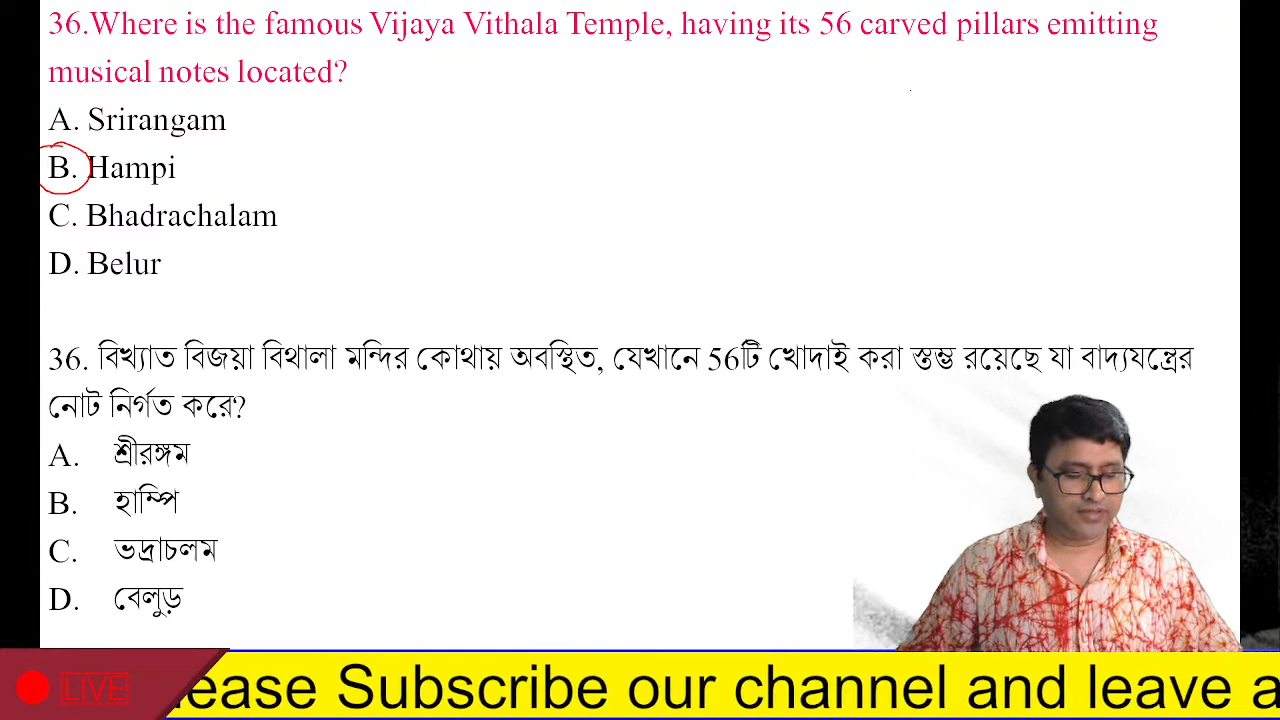 36.Where is the famous Vijaya Vithala Temple, having its 56 carved pillars emitting
musical notes located?
A. Srirangam
B. Hampi
C. Bhadrachalam
D. Belur
36. বিখ্যাত বিজয়া বিথালা মন্দির কোথায় অবস্থিত, যেখানে 56টি খোদাই করা স্তম্ভ রয়েছে যা বাদ্যযন্ত্রের
নোট নির্গত করে?
A. শ্রীরঙ্গম
B. হাম্পি
C. ভদ্রাচলম
D. বেলুড়
LIVE
ease Subscribe our channel and leave a